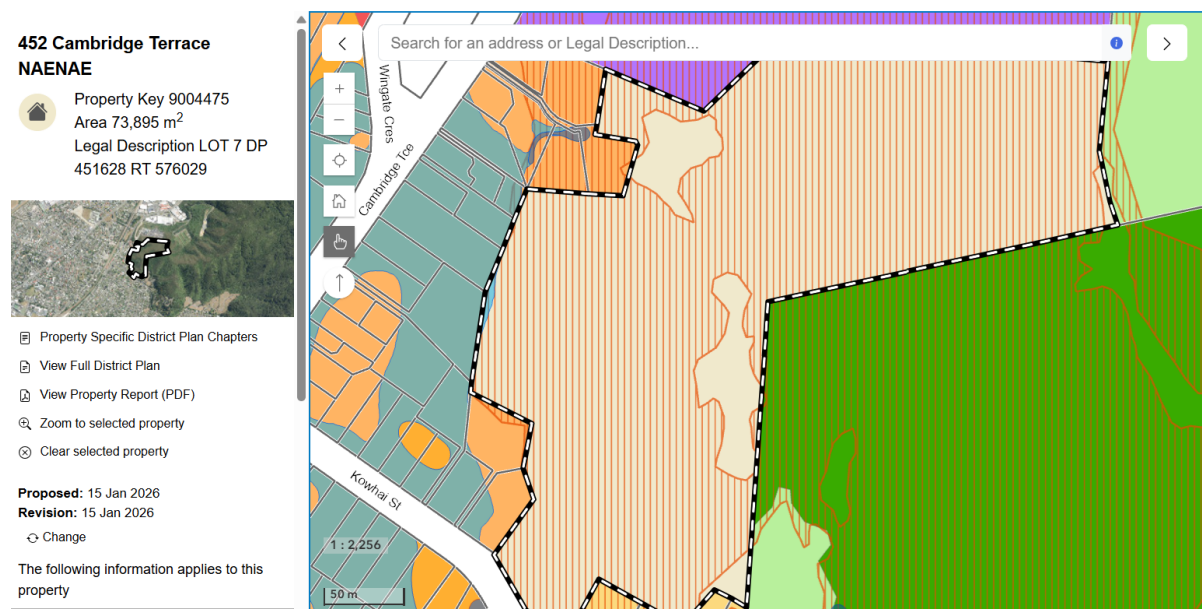 452 Cambridge Terrace
NAENAE
Property Key 9004475
Area 73,895 m2
Legal Description LOT 7 DP
451628 RT 576029
Property Specific District Plan Chapters
View Full District Plan
View Property Report (PDF)
Zoom to selected property
Clear selected property
Proposed: 15 Jan 2026
Revision: 15 Jan 2026
Change
The following information applies to this
property
Search for an address or Legal Description...
Wingate Cres
Cambridge Tce
Kowhai St
1 : 2,256
50 m